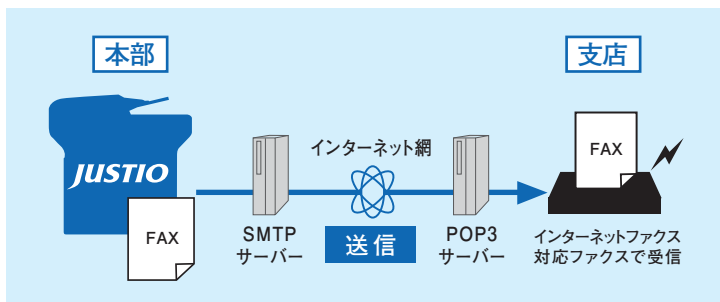 本部
支店
インターネット網
FAX
JUSTIO
FAX
SMTP
サーバー
送信
POP3
サーバー
インターネットファクス
対応ファクスで受信